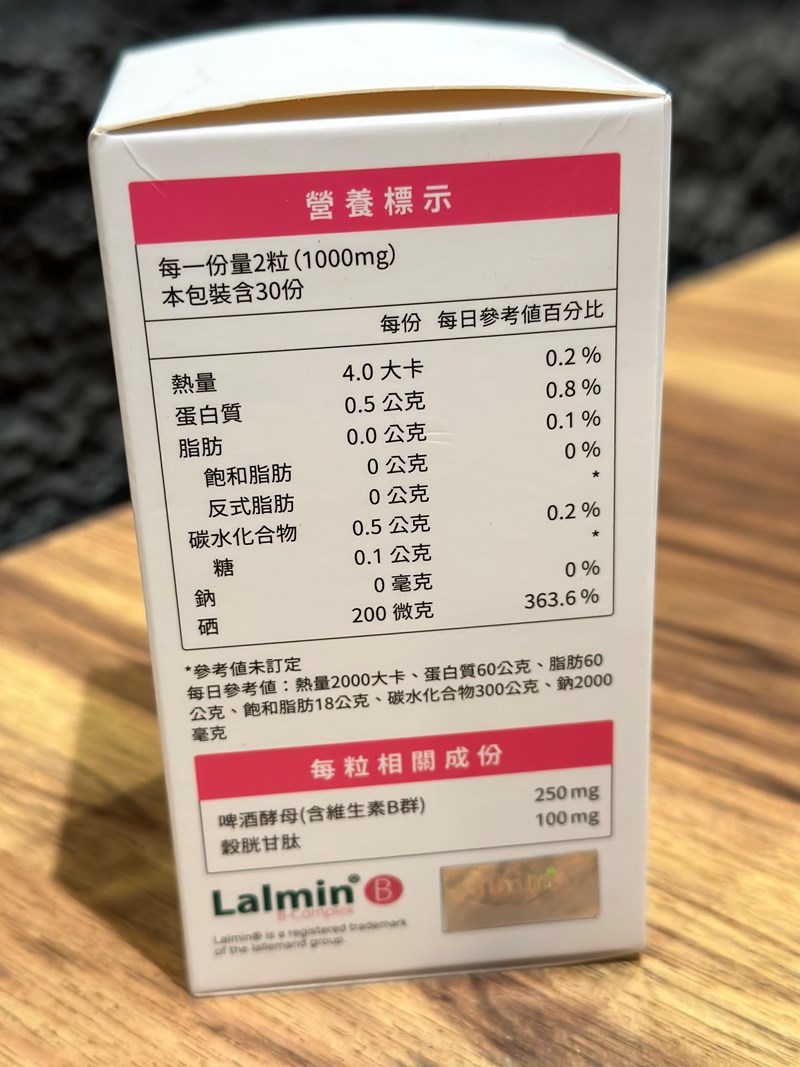 營養標示
每一份量2粒(1000mg)
本包裝含30份
每份 每日參考值百分比
熱量 4.0 大卡 0.2 %
蛋白質 0.5 公克 0.8 %
脂肪 0.0 公克 0.1 %
飽和脂肪 0 公克 0 %
反式脂肪 0 公克 *
碳水化合物 0.5 公克 0.2 %
糖 0.1 公克 *
鈉 0 毫克 0 %
硒 200 微克 363.6 %
*參考值未訂定
每日參考值:熱量2000大卡、蛋白質60公克、脂肪60
公克、飽和脂肪18公克、碳水化合物300公克、鈉2000
毫克
每粒相關成份
啤酒酵母(含維生素B群) 250 mg
穀胱甘肽 100 mg
Lalmin® B
B-Complex
Lalmin® is a registered trademark
of the lallemand group.